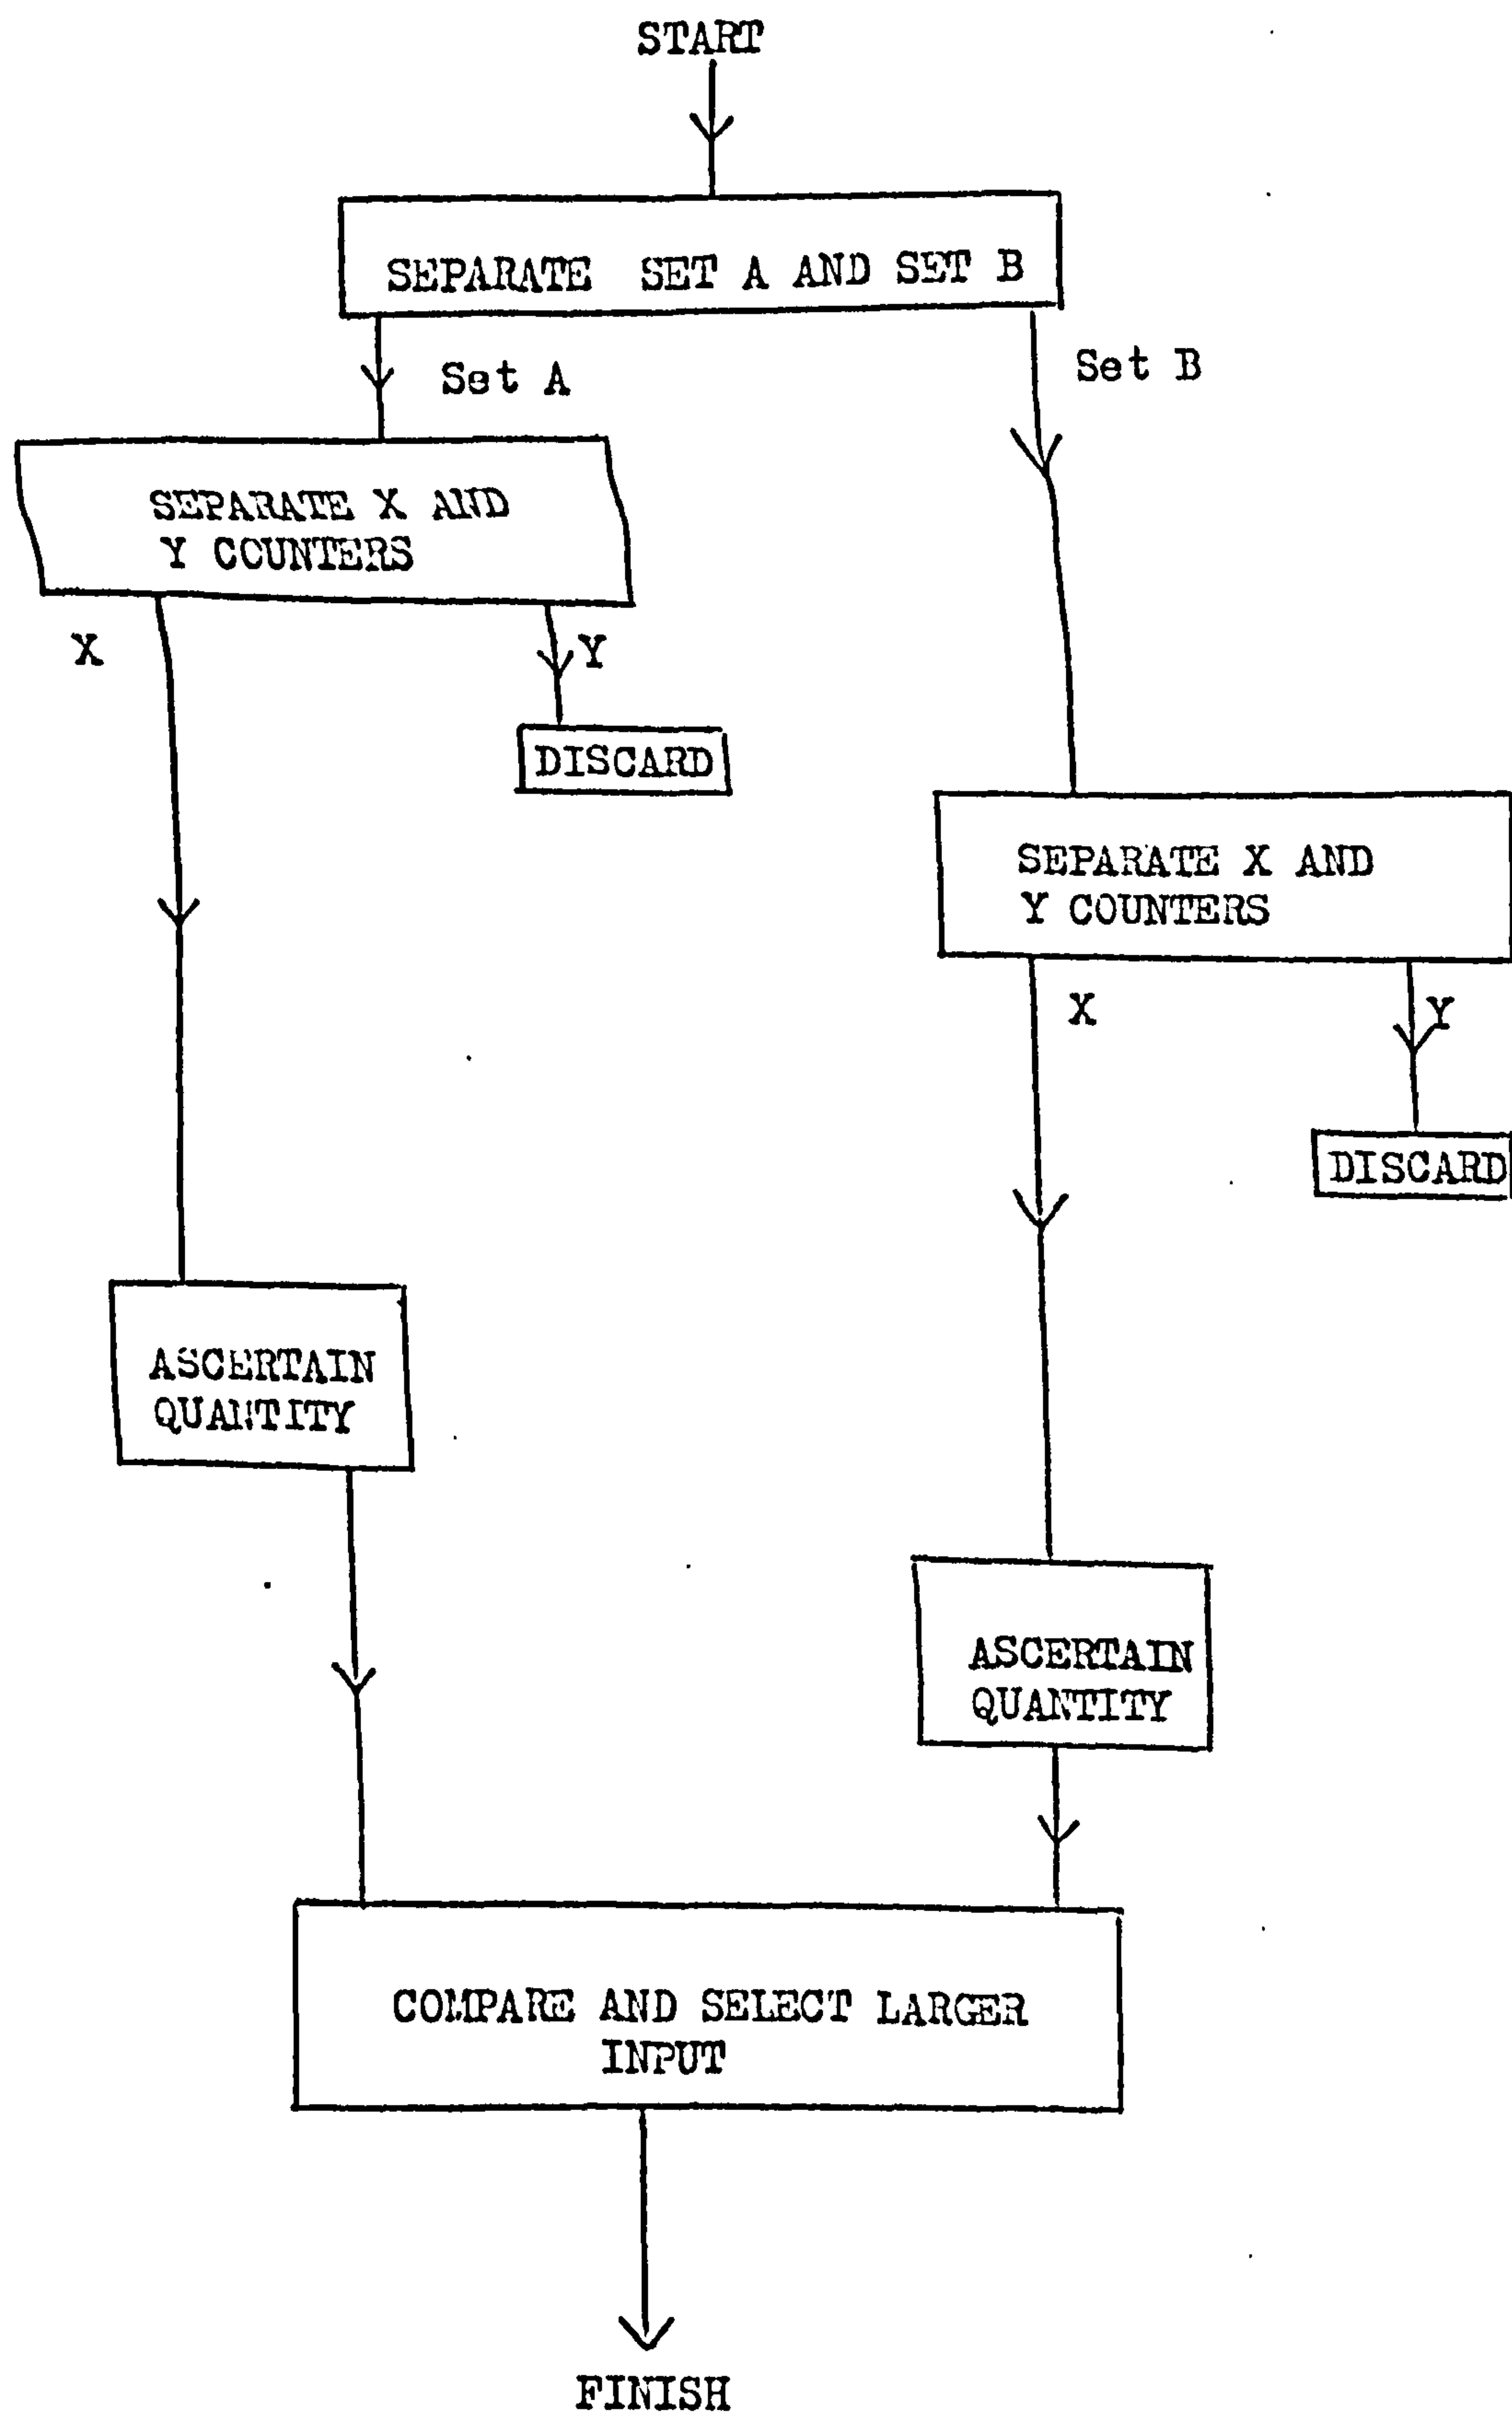 START
SEPARATE SET A AND SET B
Set A
Set B
SEPARATE X AND
Y COUNTERS
X
Y
DISCARD
SEPARATE X AND
Y COUNTERS
X
Y
DISCARD
ASCERTAIN
QUANTITY
ASCERTAIN
QUANTITY
COMPARE AND SELECT LARGER
INPUT
FINISH